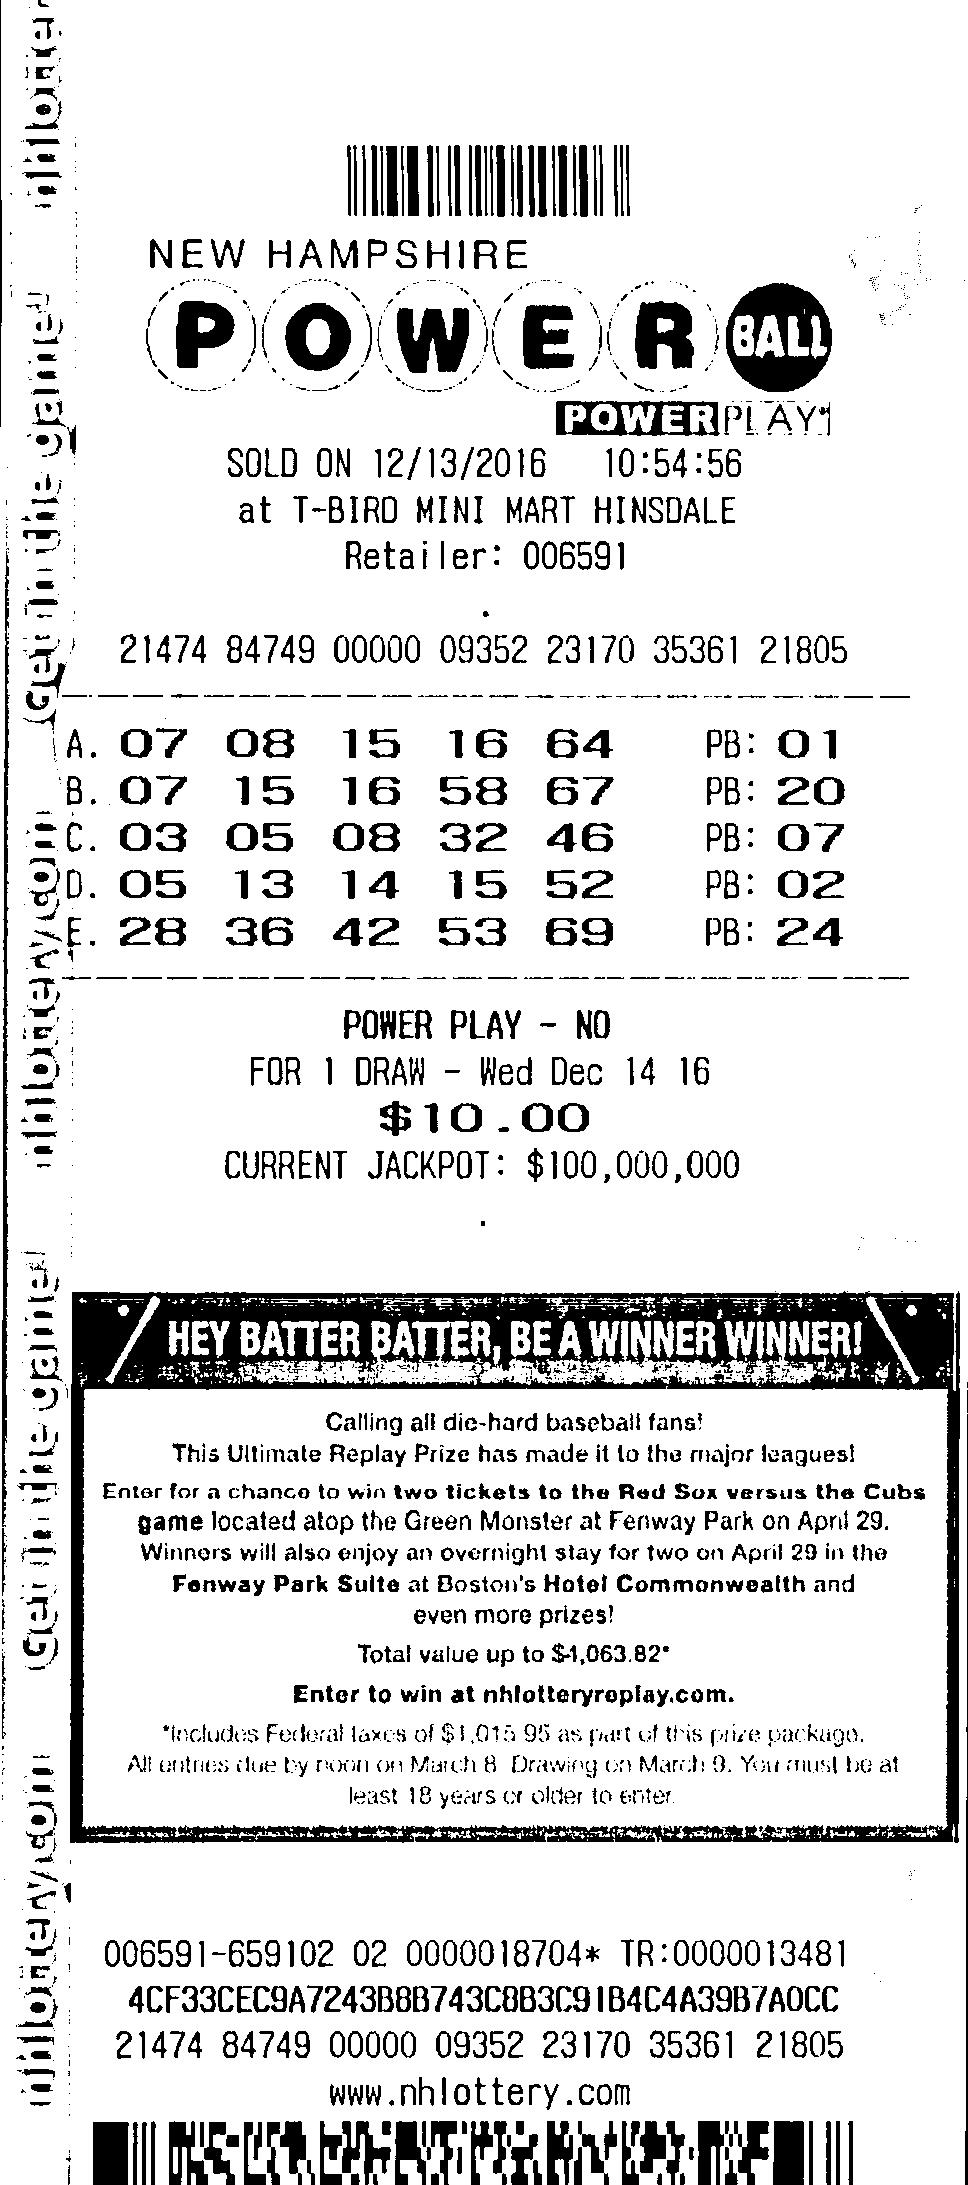 NEW HAMPSHIRE
POWER BALL
POWER PLAY
SOLD ON 12/13/2016 10:54:56
at T-BIRD MINI MART HINSDALE
Retailer: 006591
21474 84749 00000 09352 23170 35361 21805
A. 07 08 15 16 64 PB: 01
B. 07 15 16 58 67 PB: 20
C. 03 05 08 32 46 PB: 07
D. 05 13 14 15 52 PB: 02
E. 28 36 42 53 69 PB: 24
POWER PLAY - NO
FOR 1 DRAW - Wed Dec 14 16
$10.00
CURRENT JACKPOT: $100,000,000
HEY BATTER BATTER, BE A WINNER WINNER!
Calling all die-hard baseball fans!
This Ultimate Replay Prize has made it to the major leagues!
Enter for a chance to win two tickets to the Red Sox versus the Cubs
game located atop the Green Monster at Fenway Park on April 29.
Winners will also enjoy an overnight stay for two on April 29 in the
Fenway Park Suite at Boston's Hotel Commonwealth and
even more prizes!
Total value up to $4,063.82*
Enter to win at nhlotteryreplay.com.
*Includes Federal taxes of $1,015.95 as part of this prize package.
All entries due by noon on March 8. Drawing on March 9. You must be at
least 18 years or older to enter.
006591-659102 02 0000018704* TR:0000013481
4CF33CEC9A7243B8B743C8B3C91B4C4A39B7A0CC
21474 84749 00000 09352 23170 35361 21805
www.nhlottery.com
nhlottery.com
Get in the game!
nhlottery.com
Get in the game!